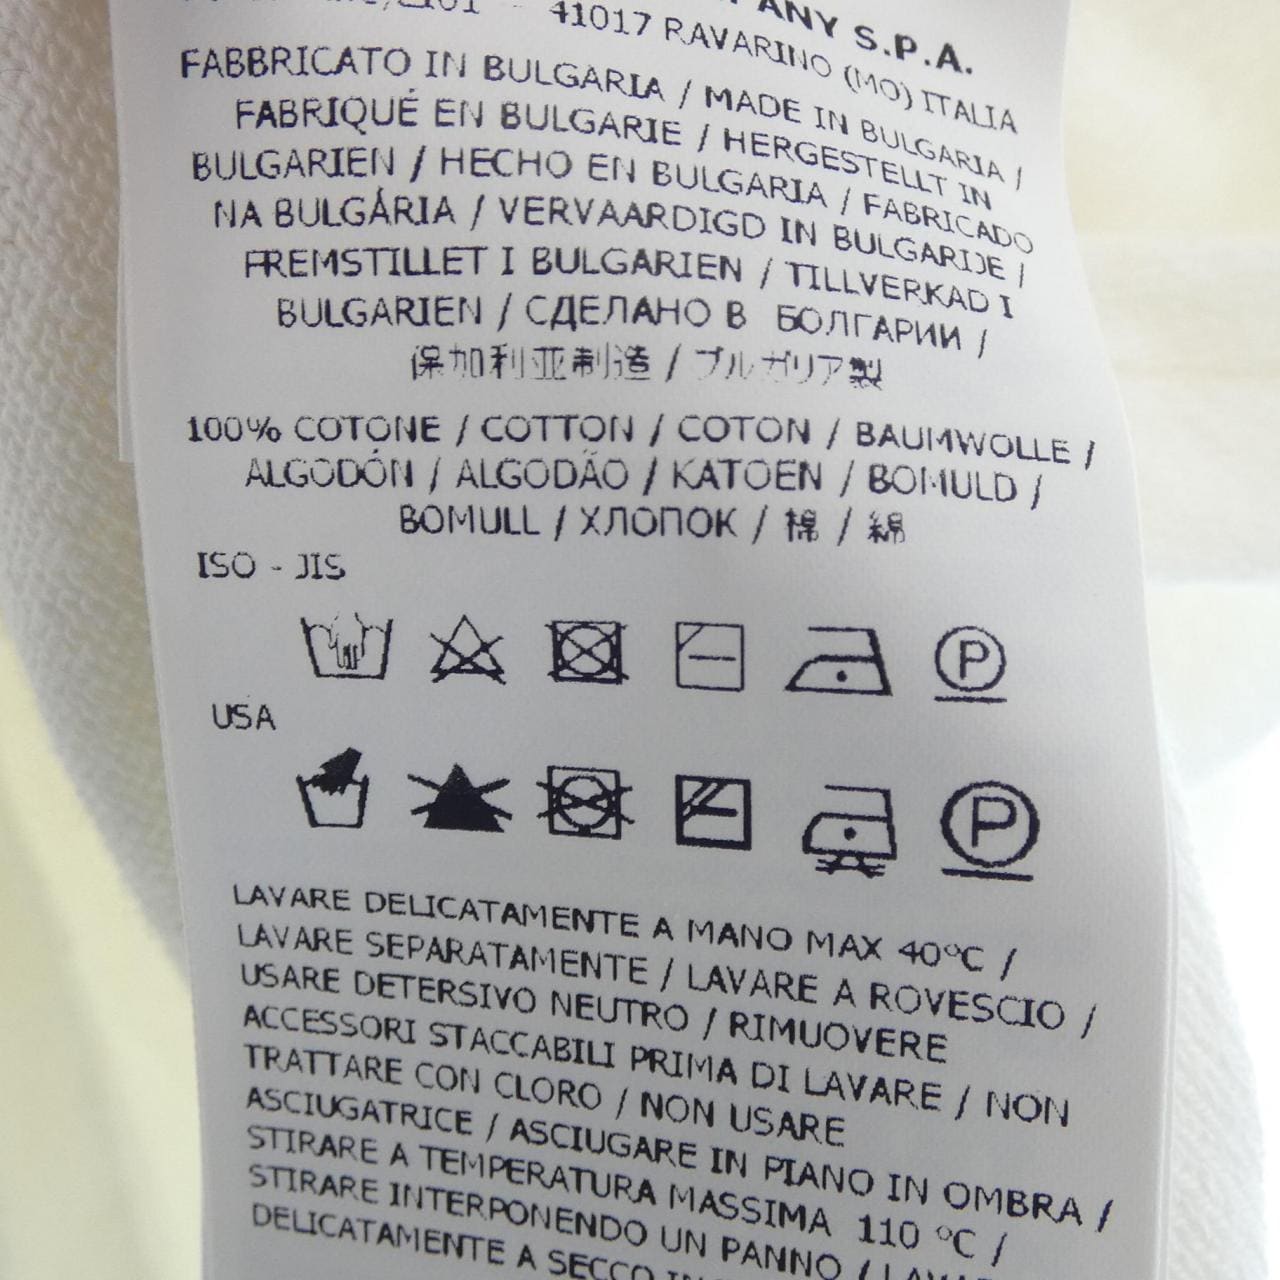 ANY S.P.A.
41017 RAVARINO (MO) ITALIA
FABBRICATO IN BULGARIA / MADE IN BULGARIA /
FABRIQUÉ EN BULGARIE / HERGESTELLT IN
BULGARIEN / HECHO EN BULGARIA / FABRICADO
NA BULGÁRIA / VERVAARDIGD IN BULGARIJE /
FREMSTILLET I BULGARIEN / TILLVERKAD I
BULGARIEN / СДЕЛАНО В БОЛГАРИИ /
保加利亚制造 / ブルガリア製
100% COTONE / COTTON / COTON / BAUMWOLLE /
ALGODÓN / ALGODÃO / KATOEN / BOMULD /
BOMULL / ХЛОПОК / 棉 / 綿
ISO - JIS
P
USA
P
LAVARE DELICATAMENTE A MANO MAX 40°C /
LAVARE SEPARATAMENTE / LAVARE A ROVESCIO /
USARE DETERSIVO NEUTRO / RIMUOVERE
ACCESSORI STACCABILI PRIMA DI LAVARE / NON
TRATTARE CON CLORO / NON USARE
ASCIUGATRICE / ASCIUGARE IN PIANO IN OMBRA /
STIRARE A TEMPERATURA MASSIMA 110 °C /
STIRARE INTERPONENDO UN PANNO /
DELICATAMENTE A SECCO